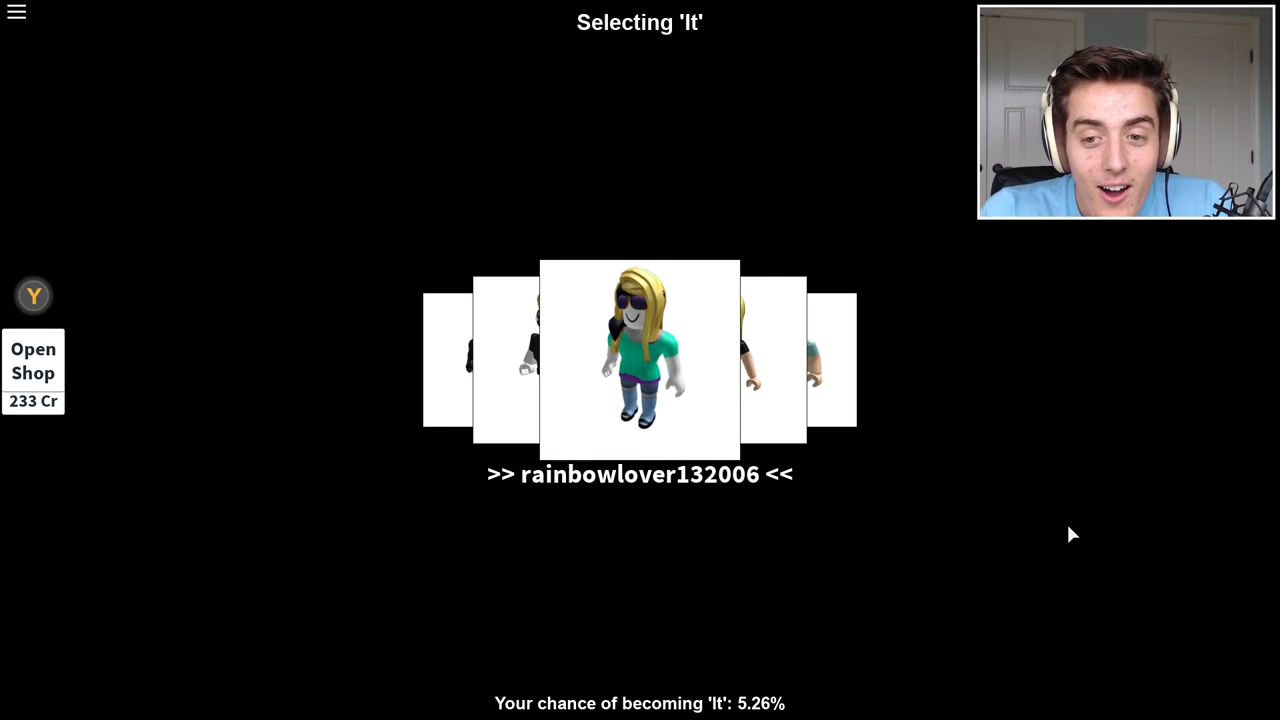 Selecting 'It'
Y
Open
Shop
233 Cr
>> rainbowlover132006 <<
Your chance of becoming 'It': 5.26%